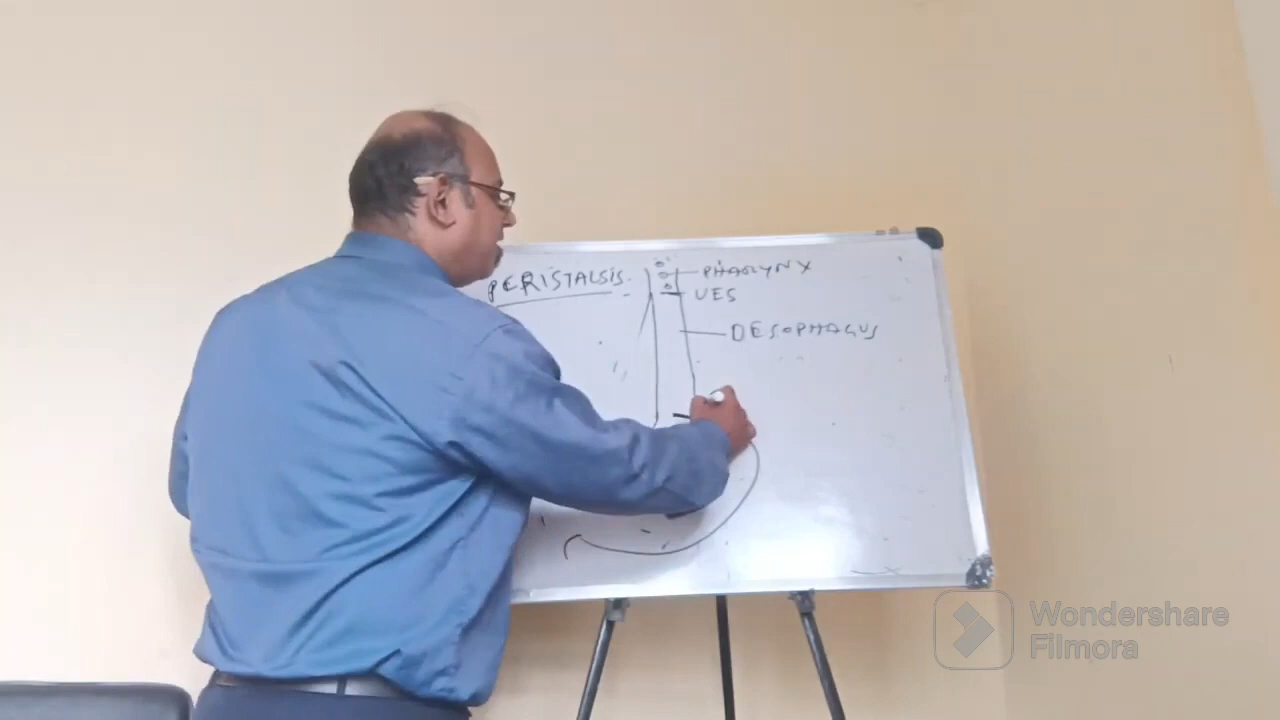 PERISTALSIS.
PHARYNX
UES
OESOPHAGUS
Wondershare
Filmora